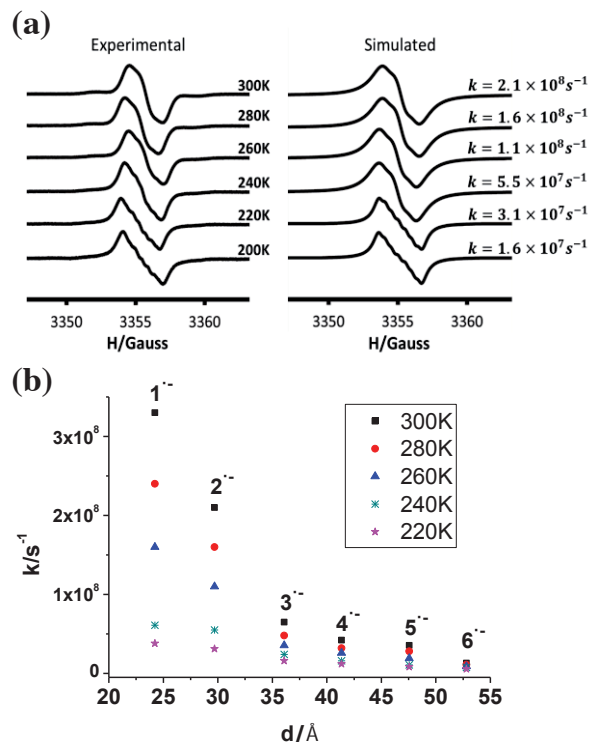 (a)
Experimental Simulated
300K k = 2.1 × 10⁸s⁻¹
280K k = 1.6 × 10⁸s⁻¹
260K k = 1.1 × 10⁸s⁻¹
240K k = 5.5 × 10⁷s⁻¹
220K k = 3.1 × 10⁷s⁻¹
200K k = 1.6 × 10⁷s⁻¹
3350 3355 3360 3350 3355 3360
H/Gauss H/Gauss
(b)
1·-
2·-
3·-
4·-
5·-
6·-
300K
280K
260K
240K
220K
3x10⁸
2x10⁸
1x10⁸
0
k/s⁻¹
20 25 30 35 40 45 50 55
d/Å